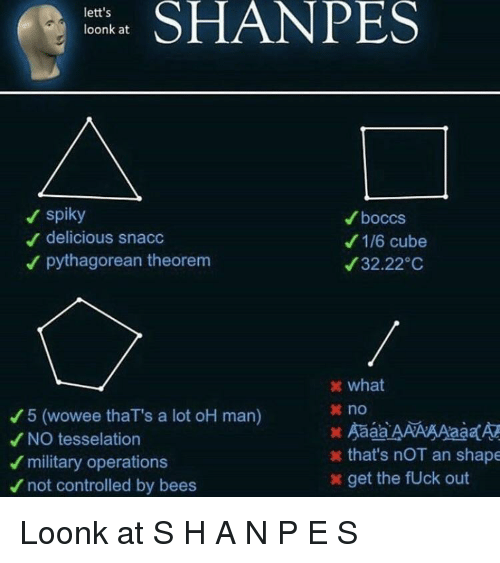 lett's
loonk at
SHANPES
✓ spiky
✓ delicious snacc
✓ pythagorean theorem
✓ boccs
✓ 1/6 cube
✓ 32.22°C
✓ 5 (wowee thaT's a lot oH man)
✓ NO tesselation
✓ military operations
✓ not controlled by bees
✖ what
✖ no
✖ that's nOT an shape
✖ get the fUck out
Loonk at S H A N P E S